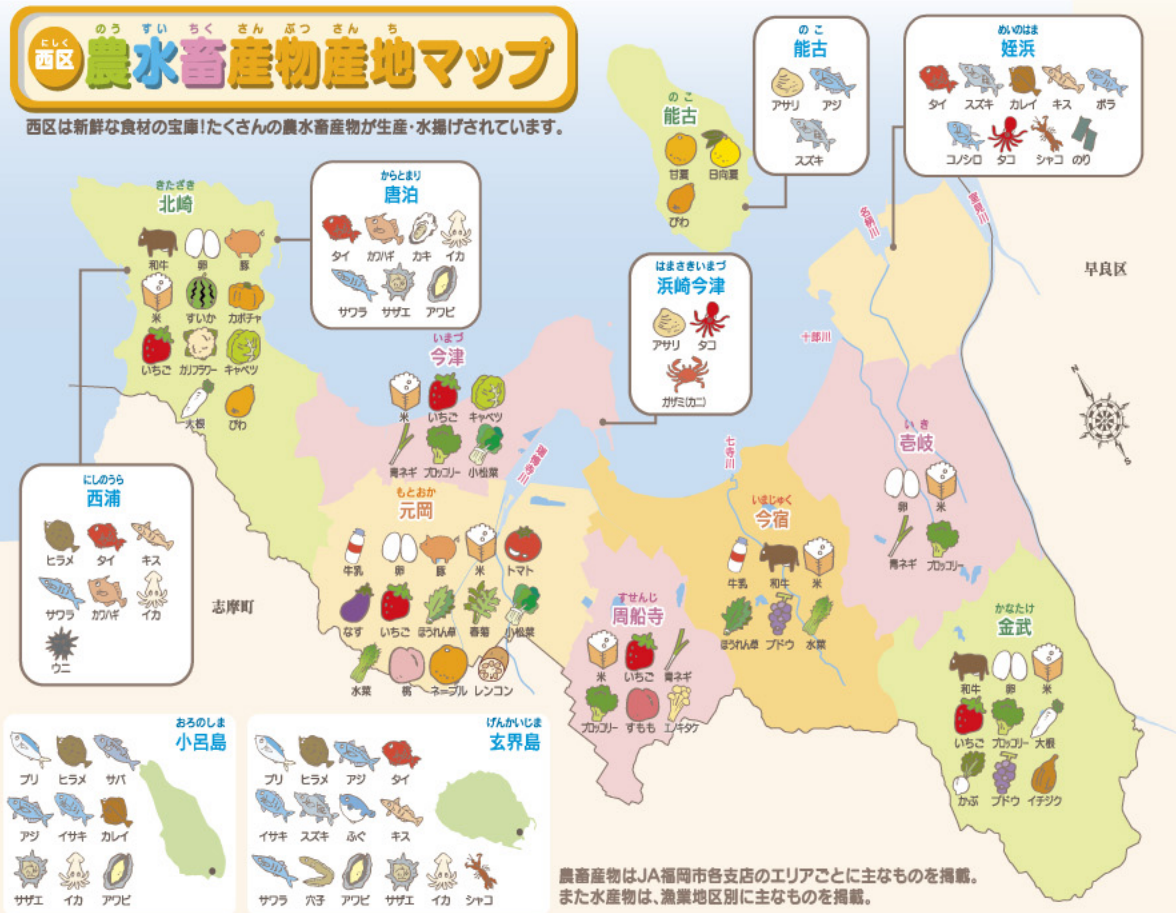 にしく
西区
のうすいちくさんぶつさんち
農水畜産物産地マップ
西区は新鮮な食材の宝庫!たくさんの農水畜産物が生産・水揚げされています。
のこ
能古
アサリ アジ
スズキ
めいのはま
姪浜
タイ スズキ カレイ キス ボラ
コノシロ タコ シャコ のり
のこ
能古
甘夏 日向夏
びわ
きたざき
北崎
和牛 卵 豚
米 すいか カボチャ
いちご カリフラワー キャベツ
大根 びわ
からとまり
唐泊
タイ カワハギ カキ イカ
サワラ サザエ アワビ
はまさきいまづ
浜崎今津
アサリ タコ
ガザミ(カニ)
名柄川
室見川
早良区
十郎川
七寺川
瑞梅寺川
N
S
いまづ
今津
米 いちご キャベツ
青ネギ ブロッコリー 小松菜
いき
壱岐
卵 米
青ネギ ブロッコリー
にしのうら
西浦
ヒラメ タイ キス
サワラ カワハギ イカ
ウニ
志摩町
もとおか
元岡
牛乳 卵 豚 米 トマト
なす いちご ほうれん草 春菊 小松菜
水菜 桃 ネーブル レンコン
いまじゅく
今宿
牛乳 和牛 米
ほうれん草 ブドウ 水菜
すせんじ
周船寺
米 いちご 青ネギ
ブロッコリー すもも エノキタケ
かなたけ
金武
和牛 卵 米
いちご ブロッコリー 大根
かぶ ブドウ イチジク
おろのしま
小呂島
ブリ ヒラメ サバ
アジ イサキ カレイ
サザエ イカ アワビ
げんかいじま
玄界島
ブリ ヒラメ アジ タイ
イサキ スズキ ふぐ キス
サワラ 穴子 アワビ サザエ イカ シャコ
農畜産物はJA福岡市各支店のエリアごとに主なものを掲載。
また水産物は、漁業地区別に主なものを掲載。